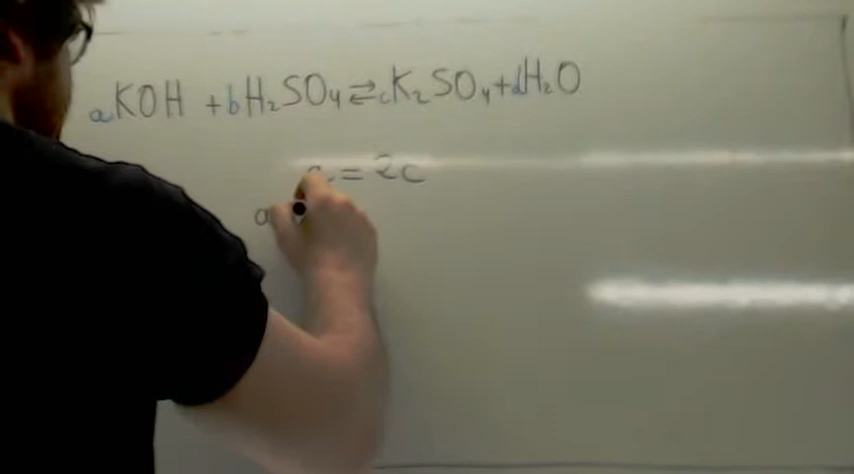 aKOH + bH₂SO₄ ⇄ cK₂SO₄ + dH₂O
a = 2c
a